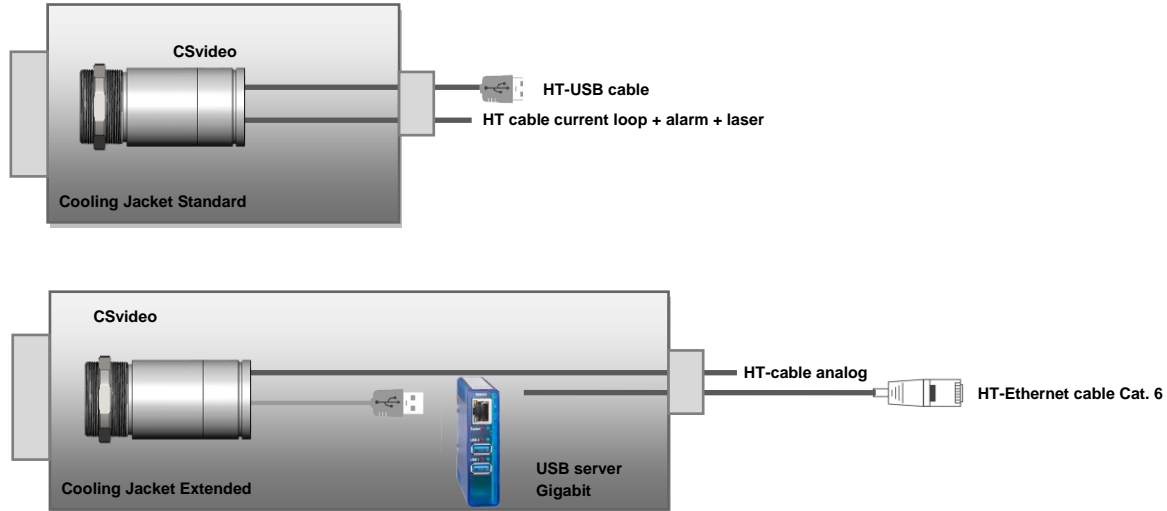 CSvideo
HT-USB cable
HT cable current loop + alarm + laser
Cooling Jacket Standard
CSvideo
HT-cable analog
HT-Ethernet cable Cat. 6
USB server
Gigabit
Cooling Jacket Extended